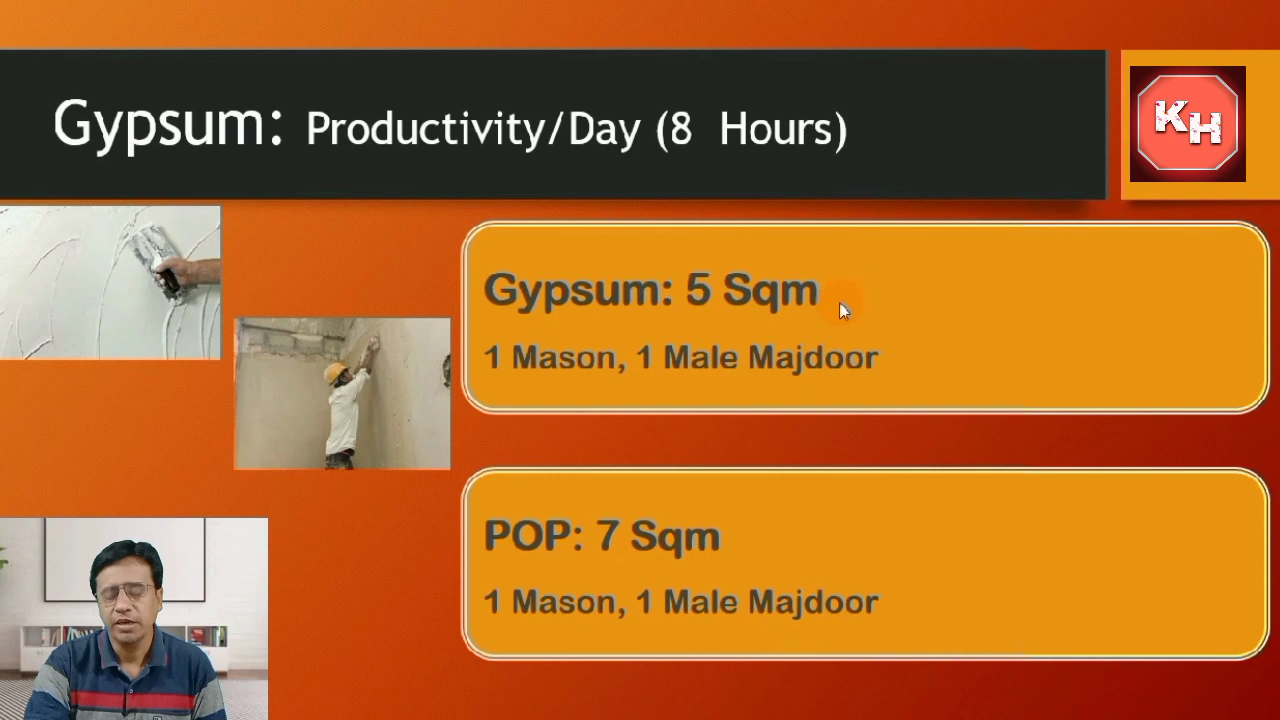 Gypsum: Productivity/Day (8 Hours)
KH
Gypsum: 5 Sqm
1 Mason, 1 Male Majdoor
POP: 7 Sqm
1 Mason, 1 Male Majdoor